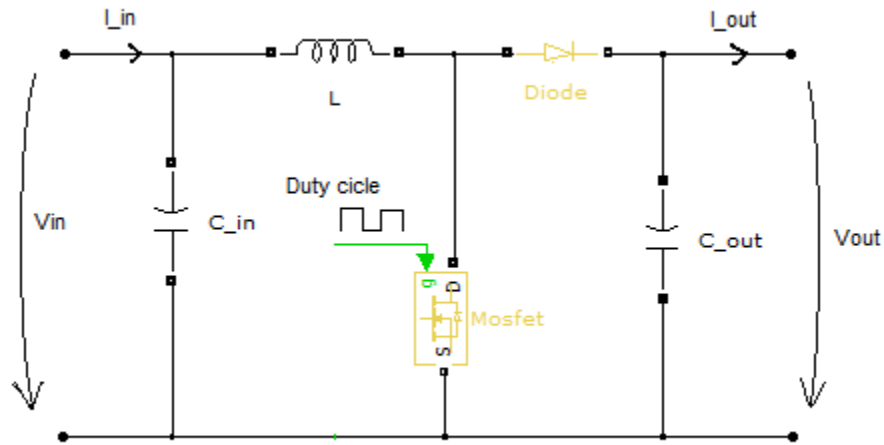 I_in
I_out
L
Diode
Duty cicle
Vin
C_in
C_out
Vout
g
D
Mosfet
S